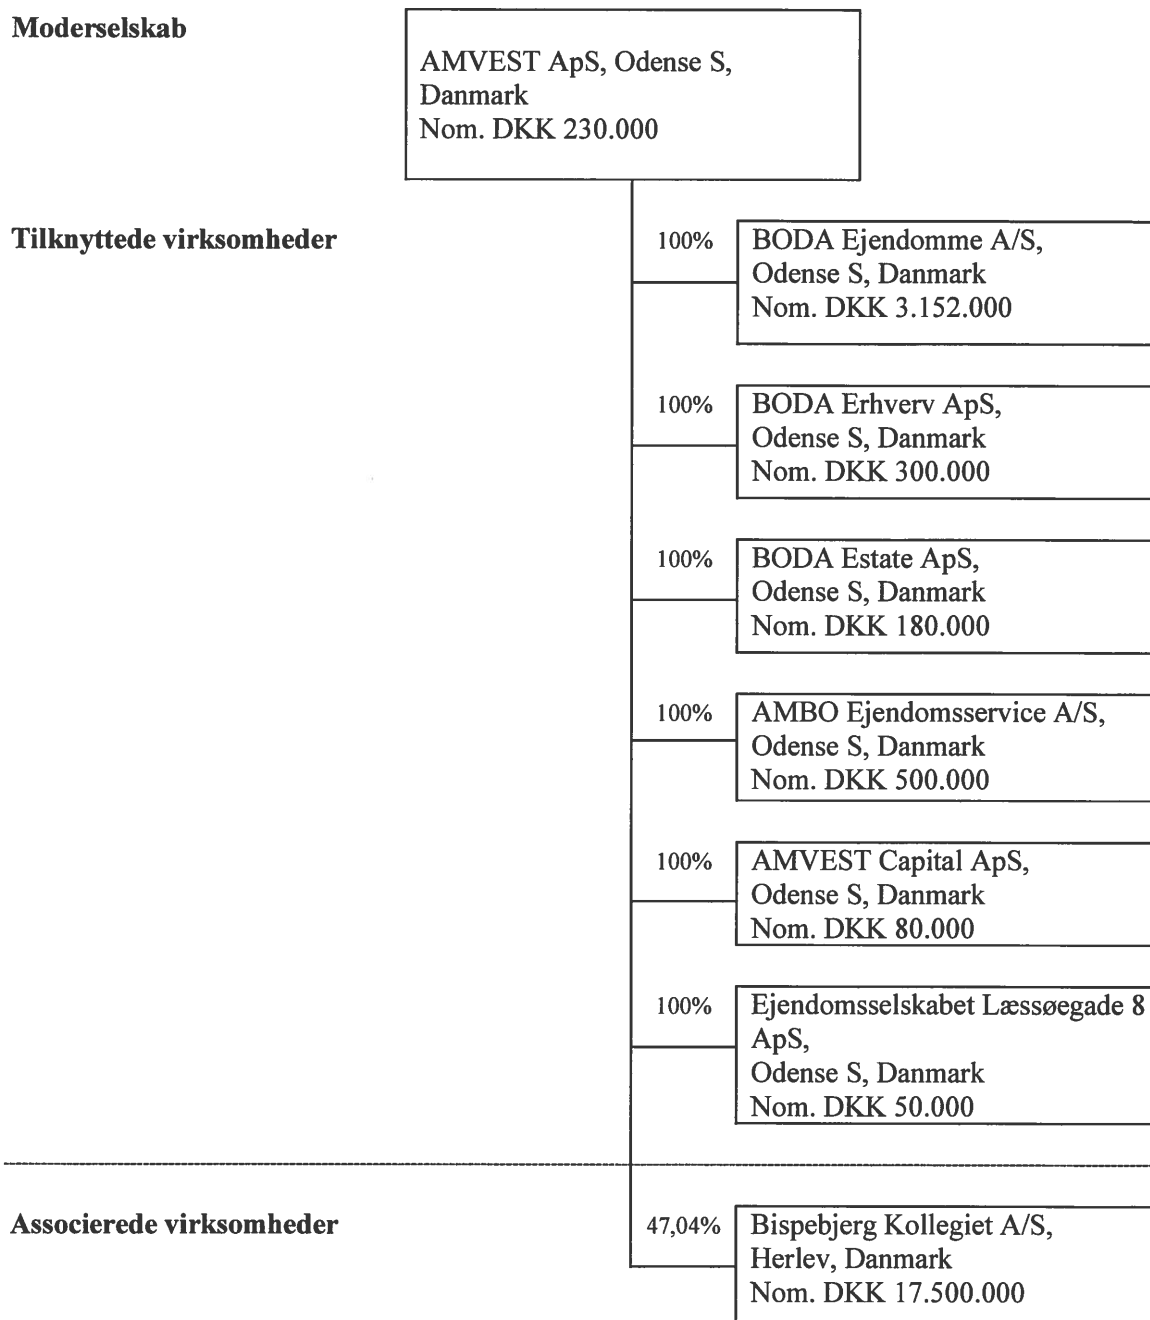 Moderselskab
AMVEST ApS, Odense S,
Danmark
Nom. DKK 230.000
Tilknyttede virksomheder
100%
BODA Ejendomme A/S,
Odense S, Danmark
Nom. DKK 3.152.000
100%
BODA Erhverv ApS,
Odense S, Danmark
Nom. DKK 300.000
100%
BODA Estate ApS,
Odense S, Danmark
Nom. DKK 180.000
100%
AMBO Ejendomsservice A/S,
Odense S, Danmark
Nom. DKK 500.000
100%
AMVEST Capital ApS,
Odense S, Danmark
Nom. DKK 80.000
100%
Ejendomsselskabet Læssøegade 8
ApS,
Odense S, Danmark
Nom. DKK 50.000
Associerede virksomheder
47,04%
Bispebjerg Kollegiet A/S,
Herlev, Danmark
Nom. DKK 17.500.000